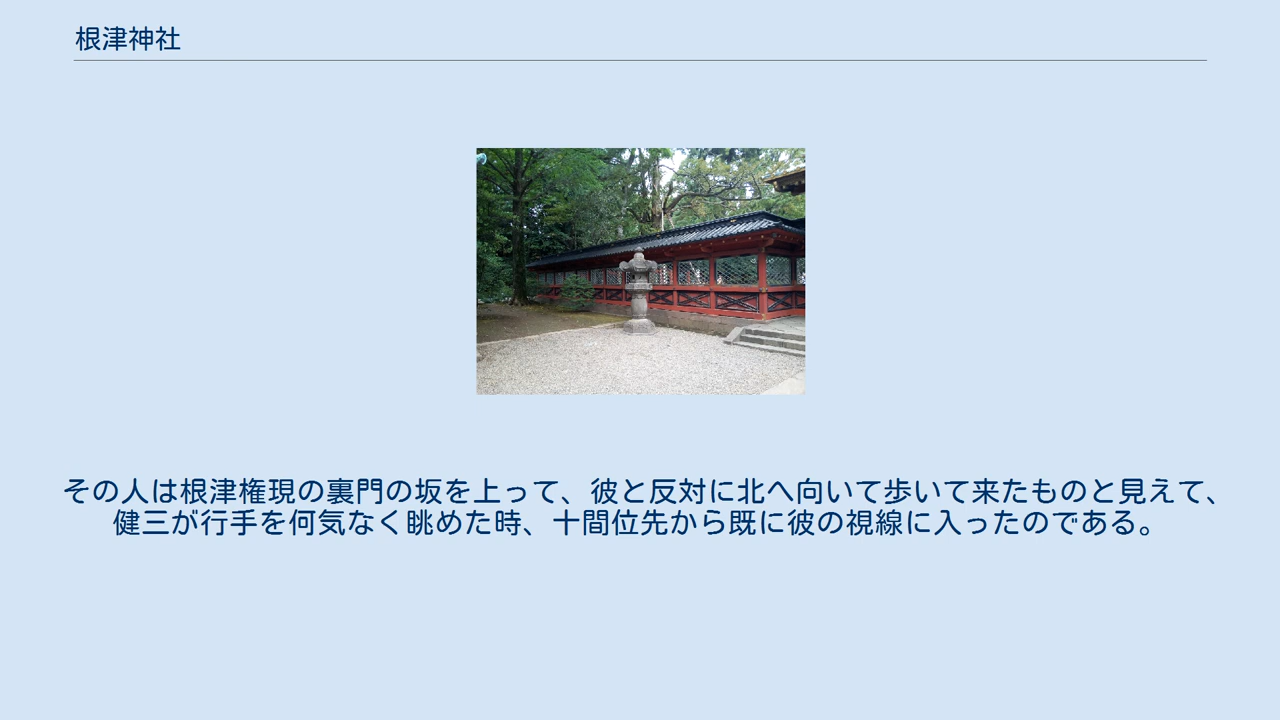 根津神社
その人は根津権現の裏門の坂を上って、彼と反対に北へ向いて歩いて来たものと見えて、
健三が行手を何気なく眺めた時、十間位先から既に彼の視線に入ったのである。